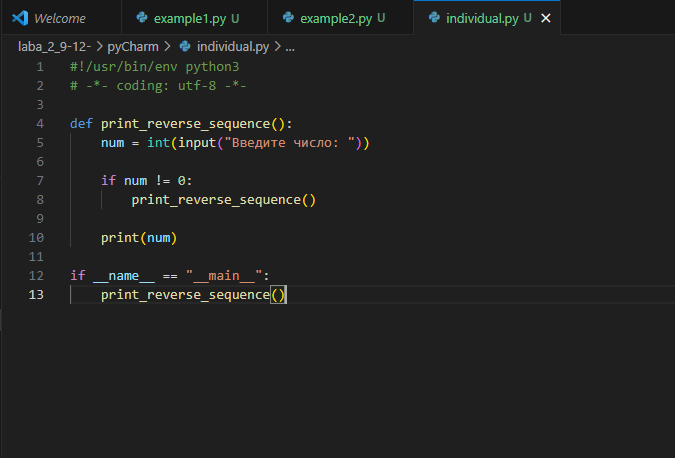 Welcome example1.py U example2.py U individual.py U
laba_2_9-12- > pyCharm > individual.py > ...
1 #!/usr/bin/env python3
2 # -*- coding: utf-8 -*-
3
4 def print_reverse_sequence():
5 num = int(input("Введите число: "))
6
7 if num != 0:
8 print_reverse_sequence()
9
10 print(num)
11
12 if __name__ == "__main__":
13 print_reverse_sequence()